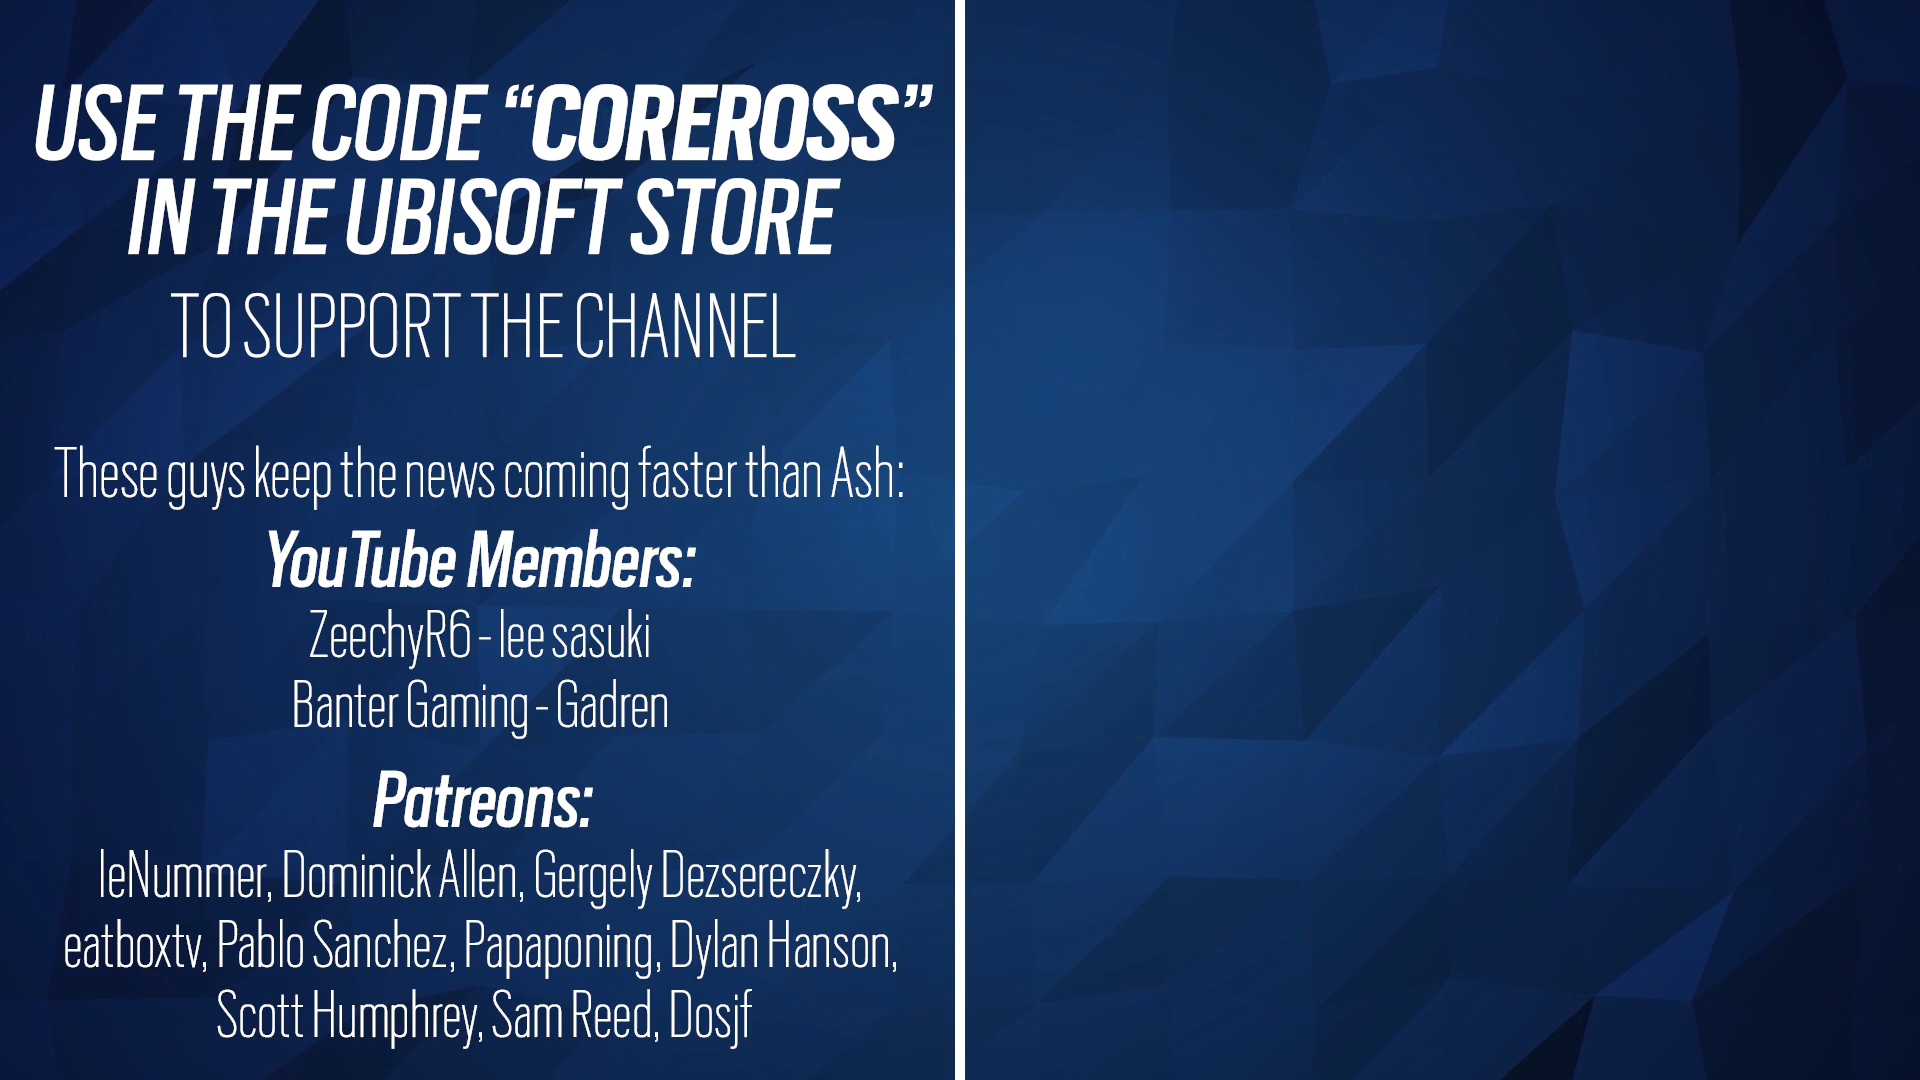 USE THE CODE “COREROSS”
IN THE UBISOFT STORE
TO SUPPORT THE CHANNEL
These guys keep the news coming faster than Ash:
YouTube Members:
ZeechyR6 - lee sasuki
Banter Gaming - Gadren
Patreons:
leNummer, Dominick Allen, Gergely Dezsereczky,
eatboxtv, Pablo Sanchez, Papaponing, Dylan Hanson,
Scott Humphrey, Sam Reed, Dosjf